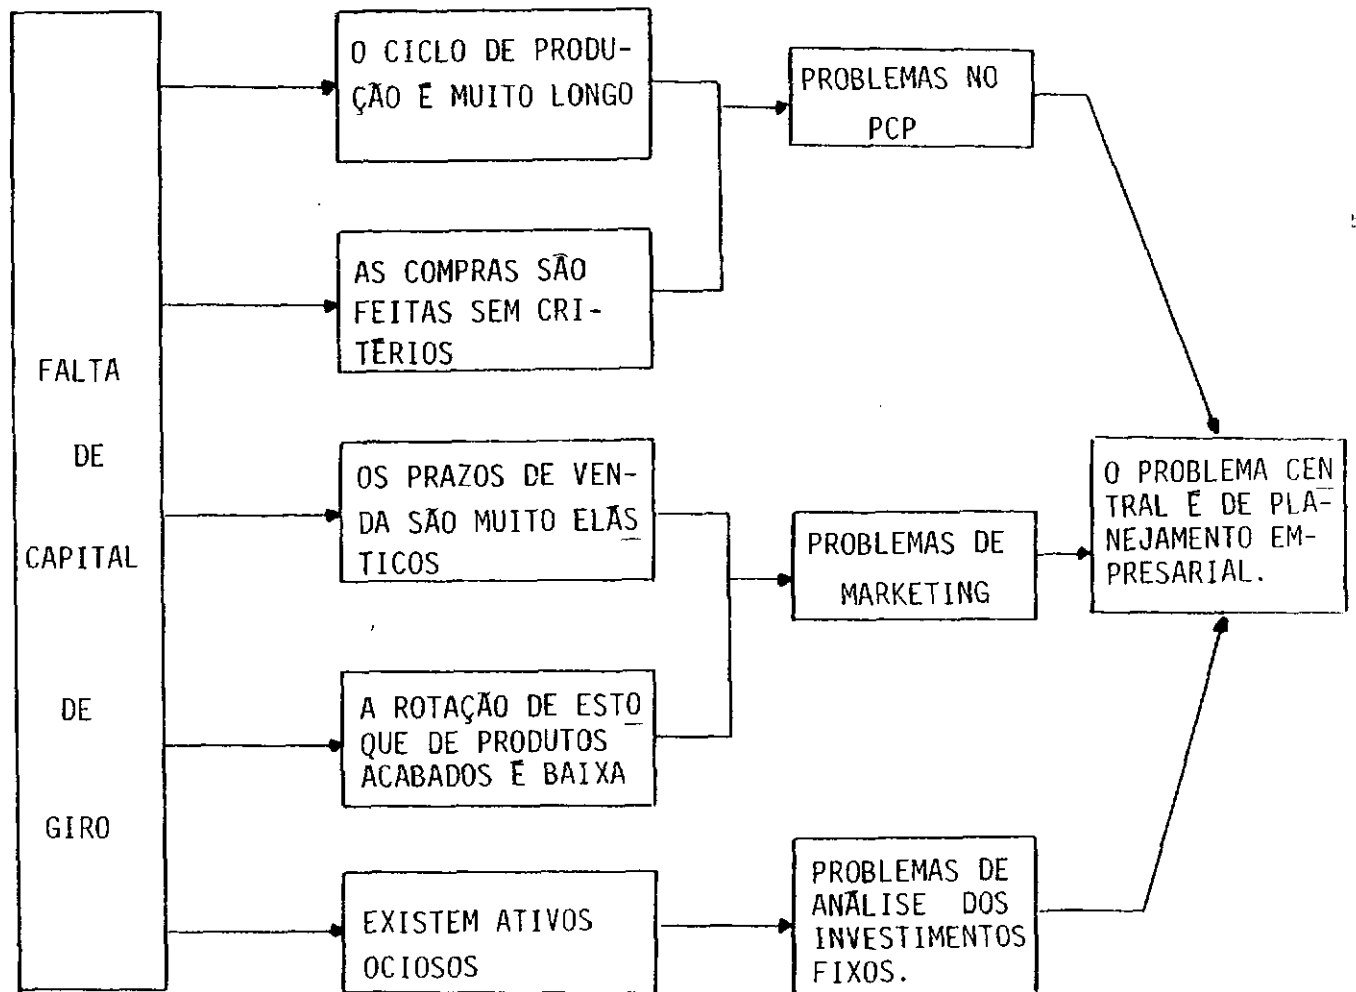 FALTA
DE
CAPITAL
DE
GIRO
O CICLO DE PRODU-
ÇÃO É MUITO LONGO
AS COMPRAS SÃO
FEITAS SEM CRI-
TÉRIOS
OS PRAZOS DE VEN-
DA SÃO MUITO ELÁS
TICOS
A ROTAÇÃO DE ESTO
QUE DE PRODUTOS
ACABADOS É BAIXA
EXISTEM ATIVOS
OCIOSOS
PROBLEMAS NO
PCP
PROBLEMAS DE
MARKETING
PROBLEMAS DE
ANÁLISE DOS
INVESTIMENTOS
FIXOS.
O PROBLEMA CEN
TRAL É DE PLA-
NEJAMENTO EM-
PRESARIAL.